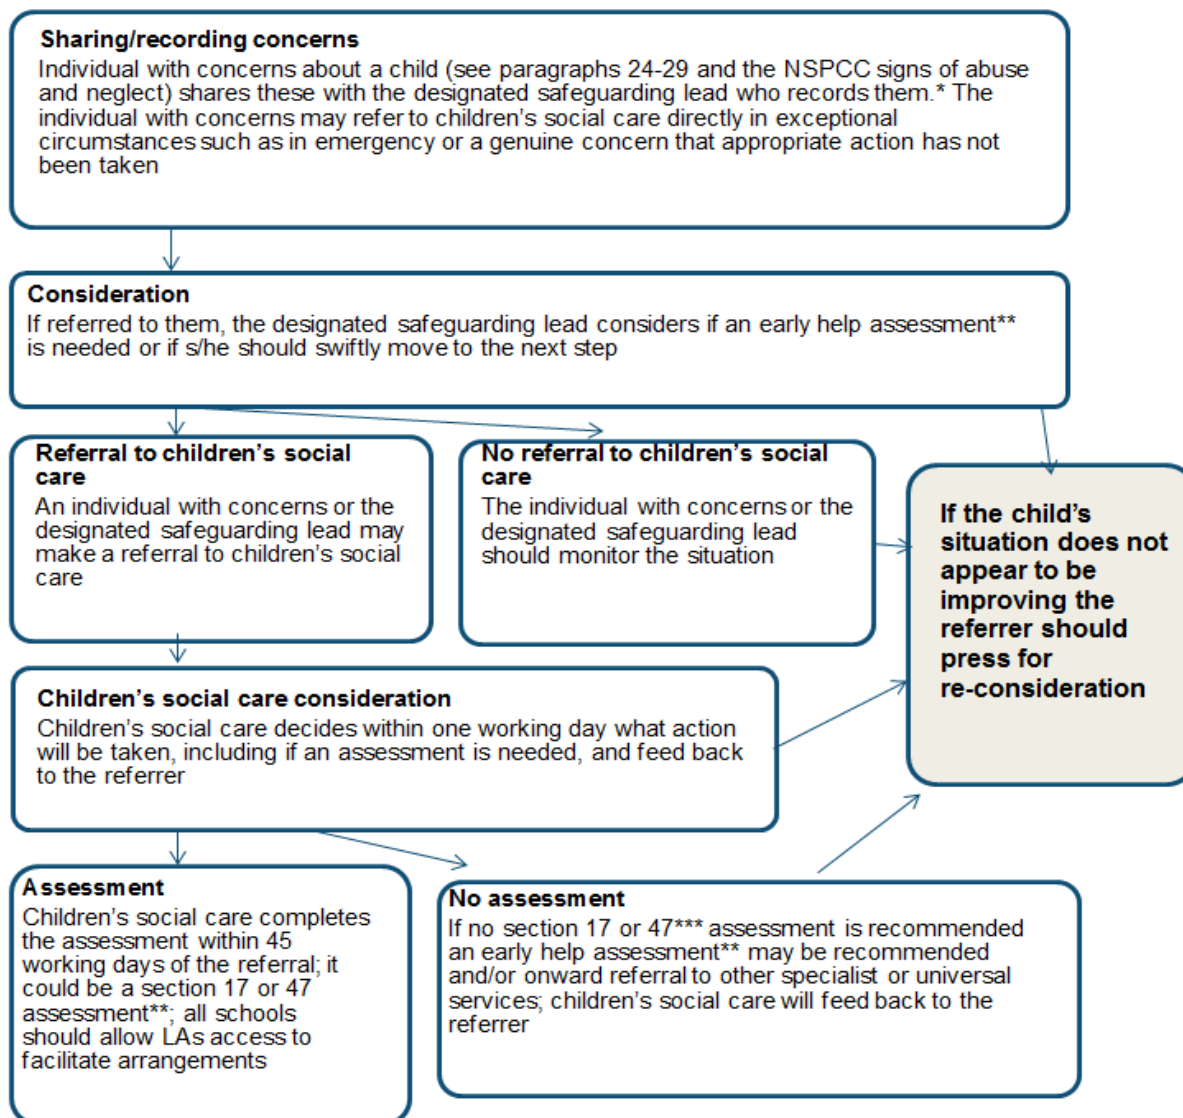 Sharing/recording concerns
Individual with concerns about a child (see paragraphs 24-29 and the NSPCC signs of abuse
and neglect) shares these with the designated safeguarding lead who records them.* The
individual with concerns may refer to children's social care directly in exceptional
circumstances such as in emergency or a genuine concern that appropriate action has not
been taken
Consideration
If referred to them, the designated safeguarding lead considers if an early help assessment**
is needed or if s/he should swiftly move to the next step
Referral to children's social
care
An individual with concerns or the
designated safeguarding lead may
make a referral to children's social
care
No referral to children's social
care
The individual with concerns or the
designated safeguarding lead
should monitor the situation
If the child's
situation does not
appear to be
improving the
referrer should
press for
re-consideration
Children's social care consideration
Children's social care decides within one working day what action
will be taken, including if an assessment is needed, and feed back
to the referrer
Assessment
Children's social care completes
the assessment within 45
working days of the referral; it
could be a section 17 or 47
assessment**; all schools
should allow LAs access to
facilitate arrangements
No assessment
If no section 17 or 47*** assessment is recommended
an early help assessment** may be recommended
and/or onward referral to other specialist or universal
services; children's social care will feed back to the
referrer